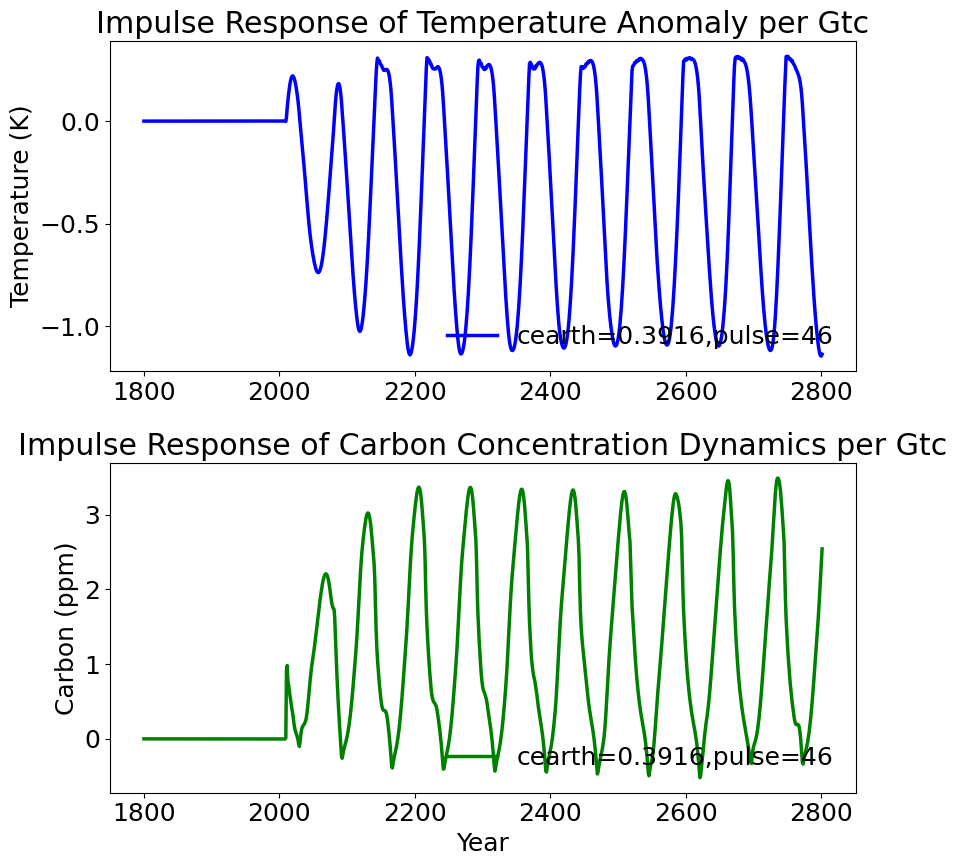 Impulse Response of Temperature Anomaly per Gtc
Temperature (K)
0.0
−0.5
−1.0
cearth=0.3916,pulse=46
1800 2000 2200 2400 2600 2800
Impulse Response of Carbon Concentration Dynamics per Gtc
Carbon (ppm)
3
2
1
0
cearth=0.3916,pulse=46
1800 2000 2200 2400 2600 2800
Year